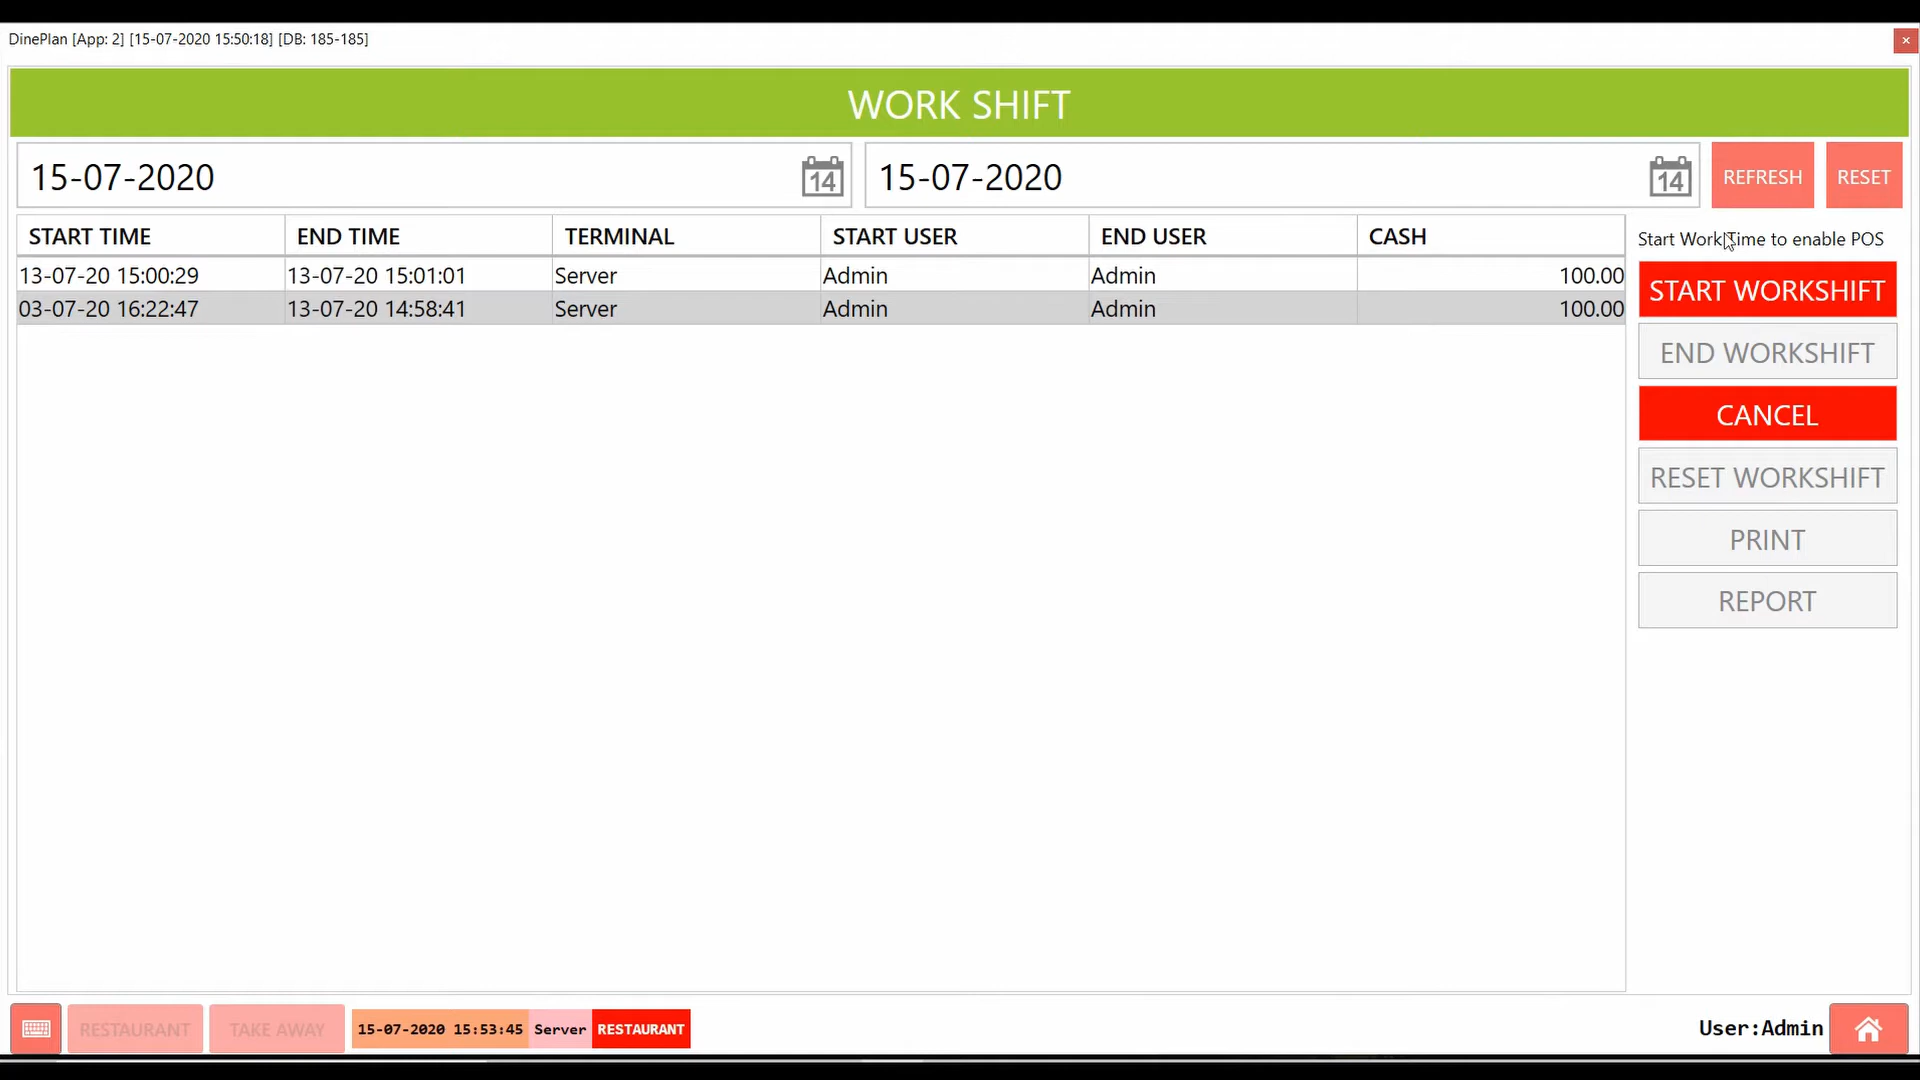 DinePlan [App: 2] [15-07-2020 15:50:18] [DB: 185-185]
WORK SHIFT
15-07-2020 14 15-07-2020 14 REFRESH RESET
START TIME END TIME TERMINAL START USER END USER CASH
Start Work Time to enable POS
13-07-20 15:00:29 13-07-20 15:01:01 Server Admin Admin 100.00
03-07-20 16:22:47 13-07-20 14:58:41 Server Admin Admin 100.00
START WORKSHIFT
END WORKSHIFT
CANCEL
RESET WORKSHIFT
PRINT
REPORT
RESTAURANT TAKE AWAY 15-07-2020 15:53:45 Server RESTAURANT User:Admin